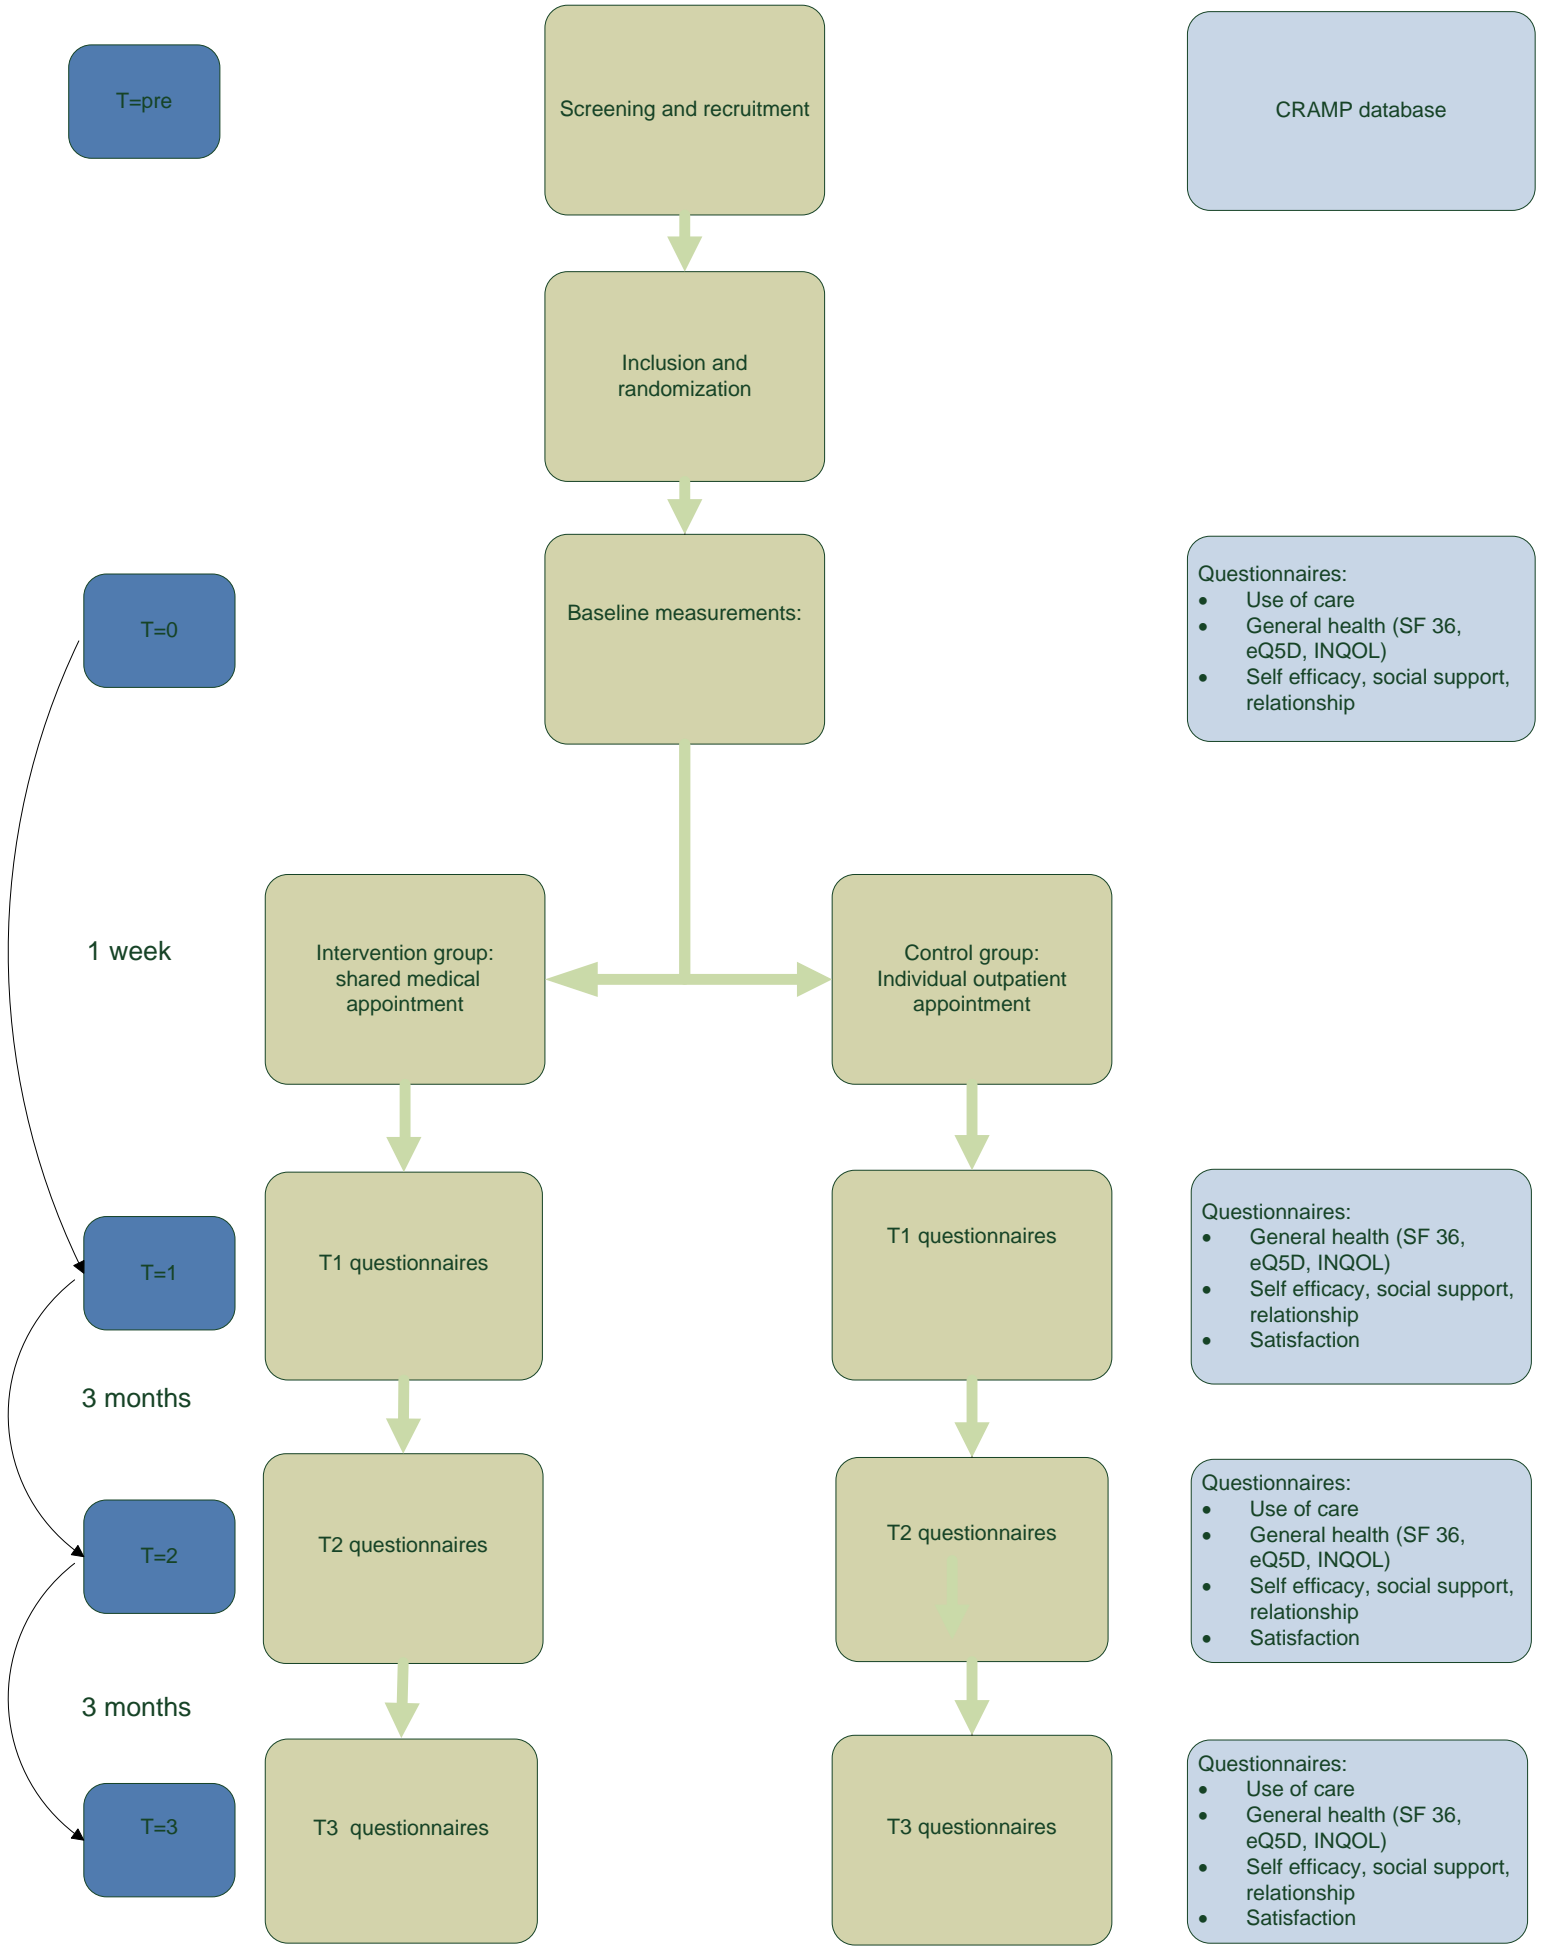 T=pre
Screening and recruitment
CRAMP database
Inclusion and
randomization
T=0
Baseline measurements:
Questionnaires:
• Use of care
• General health (SF 36,
eQ5D, INQOL)
• Self efficacy, social support,
relationship
1 week
Intervention group:
shared medical
appointment
Control group:
Individual outpatient
appointment
T=1
T1 questionnaires
T1 questionnaires
Questionnaires:
• General health (SF 36,
eQ5D, INQOL)
• Self efficacy, social support,
relationship
• Satisfaction
3 months
T=2
T2 questionnaires
T2 questionnaires
Questionnaires:
• Use of care
• General health (SF 36,
eQ5D, INQOL)
• Self efficacy, social support,
relationship
• Satisfaction
3 months
T=3
T3  questionnaires
T3 questionnaires
Questionnaires:
• Use of care
• General health (SF 36,
eQ5D, INQOL)
• Self efficacy, social support,
relationship
• Satisfaction